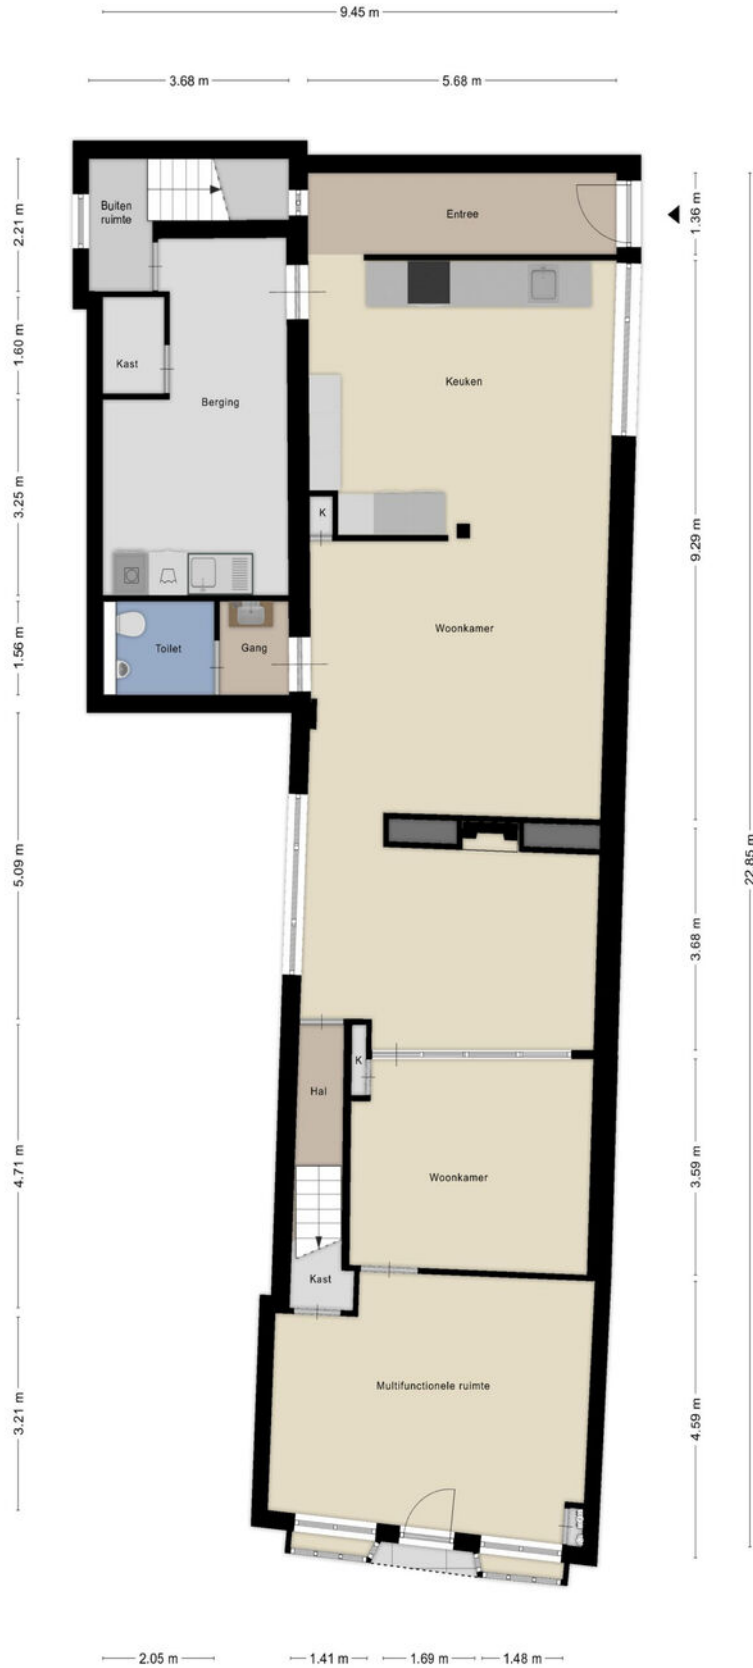 9.45 m
3.68 m
5.68 m
Buiten
ruimte
Entree
2.21 m
1.36 m
Kast
Keuken
Berging
1.60 m
3.25 m
K
9.29 m
Woonkamer
Toilet
Gang
1.56 m
22.85 m
5.09 m
3.68 m
K
Hal
Woonkamer
4.71 m
3.59 m
Kast
Multifunctionele ruimte
3.21 m
4.59 m
2.05 m
1.41 m
1.69 m
1.48 m